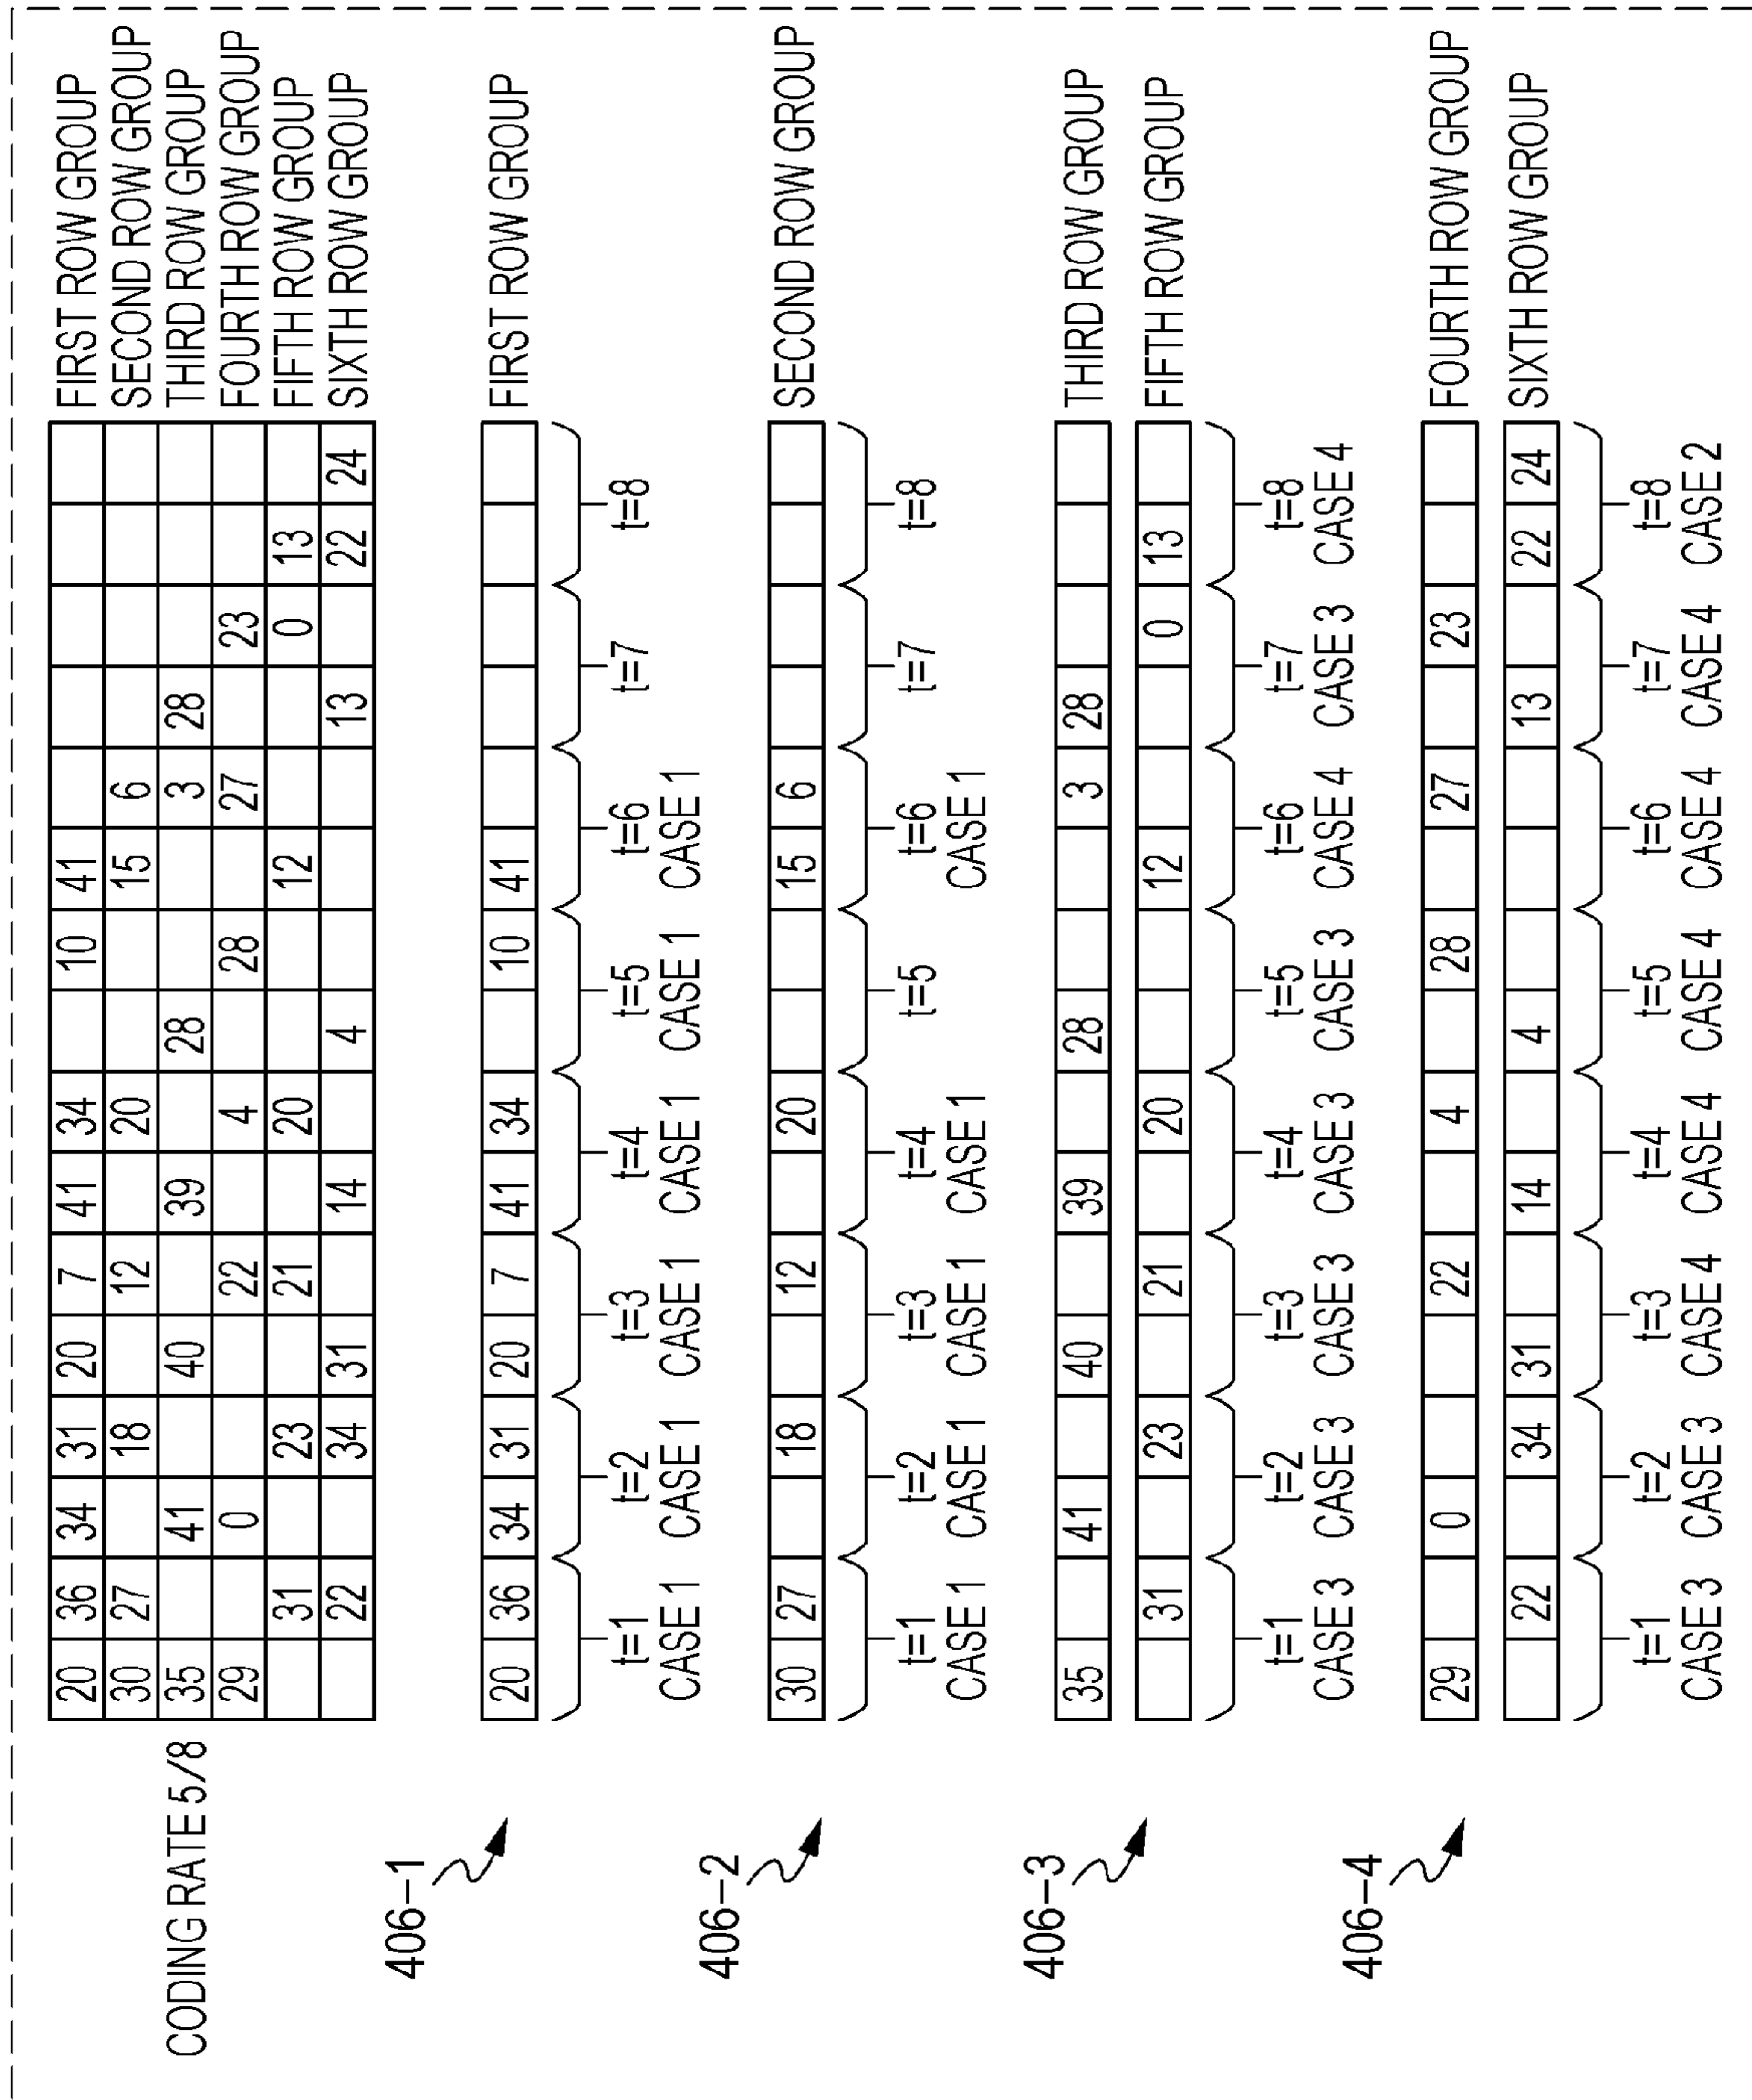 CODING RATE 5/8
20 36 34 31 20 7 41 34 10 41 FIRST ROW GROUP
30 27 18 12 20 15 6 SECOND ROW GROUP
35 41 40 39 28 3 28 THIRD ROW GROUP
29 0 22 4 28 27 23 FOURTH ROW GROUP
31 23 21 20 12 0 13 FIFTH ROW GROUP
22 34 31 14 4 13 22 24 SIXTH ROW GROUP
406-1
20 36 34 31 20 7 41 34 10 41 FIRST ROW GROUP
t=1 t=2 t=3 t=4 t=5 t=6 t=7 t=8
CASE 1 CASE 1 CASE 1 CASE 1 CASE 1 CASE 1
406-2
30 27 18 12 20 15 6 SECOND ROW GROUP
t=1 t=2 t=3 t=4 t=5 t=6 t=7 t=8
CASE 1 CASE 1 CASE 1 CASE 1 CASE 1
406-3
35 41 40 39 28 3 28 THIRD ROW GROUP
31 23 21 20 12 0 13 FIFTH ROW GROUP
t=1 t=2 t=3 t=4 t=5 t=6 t=7 t=8
CASE 3 CASE 3 CASE 3 CASE 3 CASE 3 CASE 4 CASE 3 CASE 4
406-4
29 0 22 4 28 27 23 FOURTH ROW GROUP
22 34 31 14 4 13 22 24 SIXTH ROW GROUP
t=1 t=2 t=3 t=4 t=5 t=6 t=7 t=8
CASE 3 CASE 3 CASE 4 CASE 4 CASE 4 CASE 4 CASE 4 CASE 2